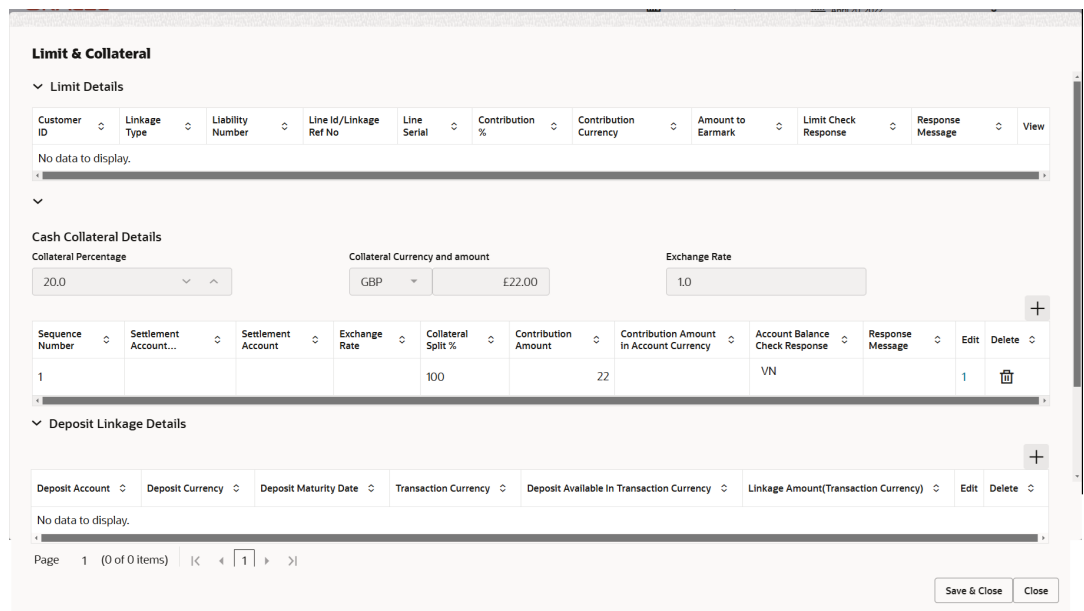 April 20, 2022
Limit & Collateral
Limit Details
Customer ID Linkage Type Liability Number Line Id/Linkage Ref No Line Serial Contribution % Contribution Currency Amount to Earmark Limit Check Response Response Message View
No data to display.
Cash Collateral Details
Collateral Percentage Collateral Currency and amount Exchange Rate
20.0 GBP £22.00 1.0
Sequence Number Settlement Account... Settlement Account Exchange Rate Collateral Split % Contribution Amount Contribution Amount in Account Currency Account Balance Check Response Response Message Edit Delete
1 100 22 VN 1
Deposit Linkage Details
Deposit Account Deposit Currency Deposit Maturity Date Transaction Currency Deposit Available In Transaction Currency Linkage Amount(Transaction Currency) Edit Delete
No data to display.
Page 1 (0 of 0 items) 1
Save & Close Close